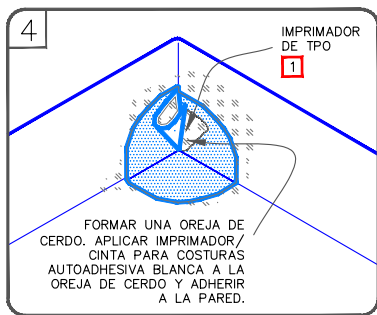 4
IMPRIMADOR
DE TPO
1
FORMAR UNA OREJA DE
CERDO. APLICAR IMPRIMADOR/
CINTA PARA COSTURAS
AUTOADHESIVA BLANCA A LA
OREJA DE CERDO Y ADHERIR
A LA PARED.